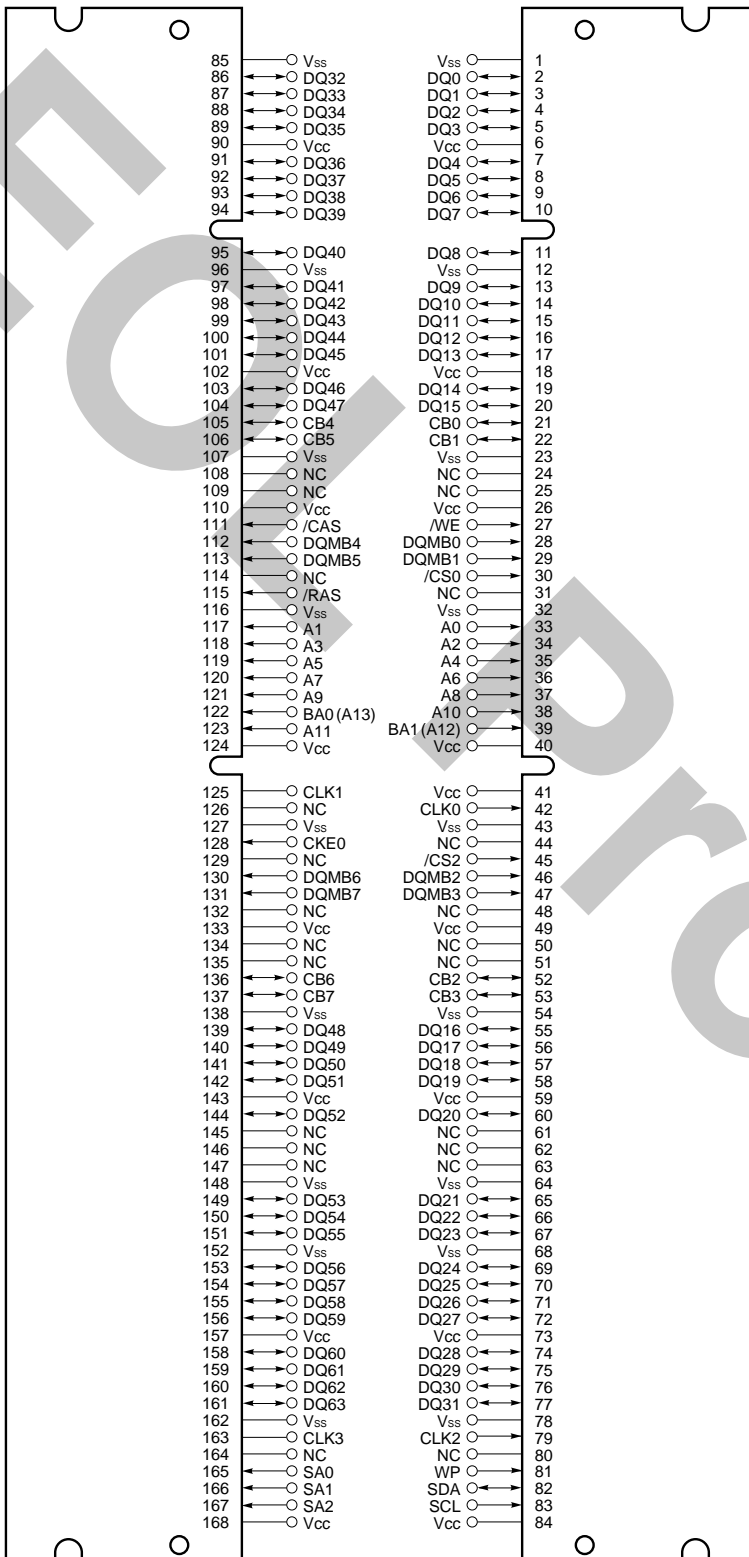 85 Vss Vss 1
86 DQ32 DQ0 2
87 DQ33 DQ1 3
88 DQ34 DQ2 4
89 DQ35 DQ3 5
90 Vcc Vcc 6
91 DQ36 DQ4 7
92 DQ37 DQ5 8
93 DQ38 DQ6 9
94 DQ39 DQ7 10
95 DQ40 DQ8 11
96 Vss Vss 12
97 DQ41 DQ9 13
98 DQ42 DQ10 14
99 DQ43 DQ11 15
100 DQ44 DQ12 16
101 DQ45 DQ13 17
102 Vcc Vcc 18
103 DQ46 DQ14 19
104 DQ47 DQ15 20
105 CB4 CB0 21
106 CB5 CB1 22
107 Vss Vss 23
108 NC NC 24
109 NC NC 25
110 Vcc Vcc 26
111 /CAS /WE 27
112 DQMB4 DQMB0 28
113 DQMB5 DQMB1 29
114 NC /CS0 30
115 /RAS NC 31
116 Vss Vss 32
117 A1 A0 33
118 A3 A2 34
119 A5 A4 35
120 A7 A6 36
121 A9 A8 37
122 BA0 (A13) A10 38
123 A11 BA1 (A12) 39
124 Vcc Vcc 40
125 CLK1 Vcc 41
126 NC CLK0 42
127 Vss Vss 43
128 CKE0 NC 44
129 NC /CS2 45
130 DQMB6 DQMB2 46
131 DQMB7 DQMB3 47
132 NC NC 48
133 Vcc Vcc 49
134 NC NC 50
135 NC NC 51
136 CB6 CB2 52
137 CB7 CB3 53
138 Vss Vss 54
139 DQ48 DQ16 55
140 DQ49 DQ17 56
141 DQ50 DQ18 57
142 DQ51 DQ19 58
143 Vcc Vcc 59
144 DQ52 DQ20 60
145 NC NC 61
146 NC NC 62
147 NC NC 63
148 Vss Vss 64
149 DQ53 DQ21 65
150 DQ54 DQ22 66
151 DQ55 DQ23 67
152 Vss Vss 68
153 DQ56 DQ24 69
154 DQ57 DQ25 70
155 DQ58 DQ26 71
156 DQ59 DQ27 72
157 Vcc Vcc 73
158 DQ60 DQ28 74
159 DQ61 DQ29 75
160 DQ62 DQ30 76
161 DQ63 DQ31 77
162 Vss Vss 78
163 CLK3 CLK2 79
164 NC NC 80
165 SA0 WP 81
166 SA1 SDA 82
167 SA2 SCL 83
168 Vcc Vcc 84
EOL Pro